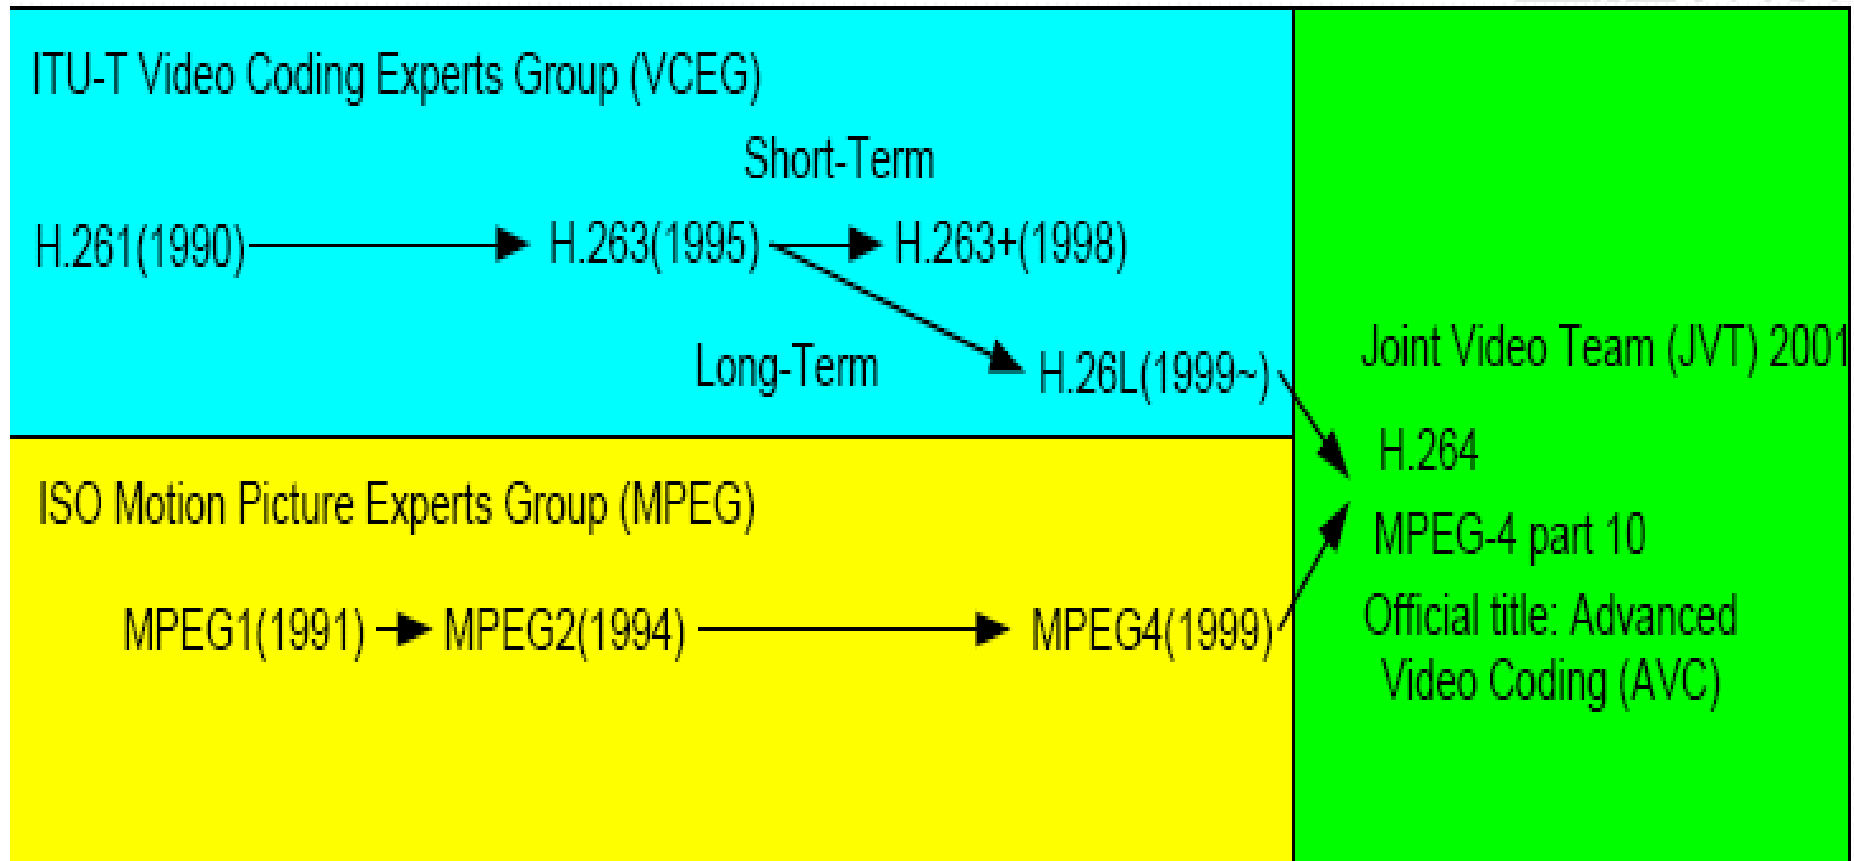 ITU-T Video Coding Experts Group (VCEG)
Short-Term
H.261(1990) H.263(1995) H.263+(1998)
Long-Term H.26L(1999~)
ISO Motion Picture Experts Group (MPEG)
MPEG1(1991) MPEG2(1994) MPEG4(1999)
Joint Video Team (JVT) 2001
H.264
MPEG-4 part 10
Official title: Advanced
Video Coding (AVC)